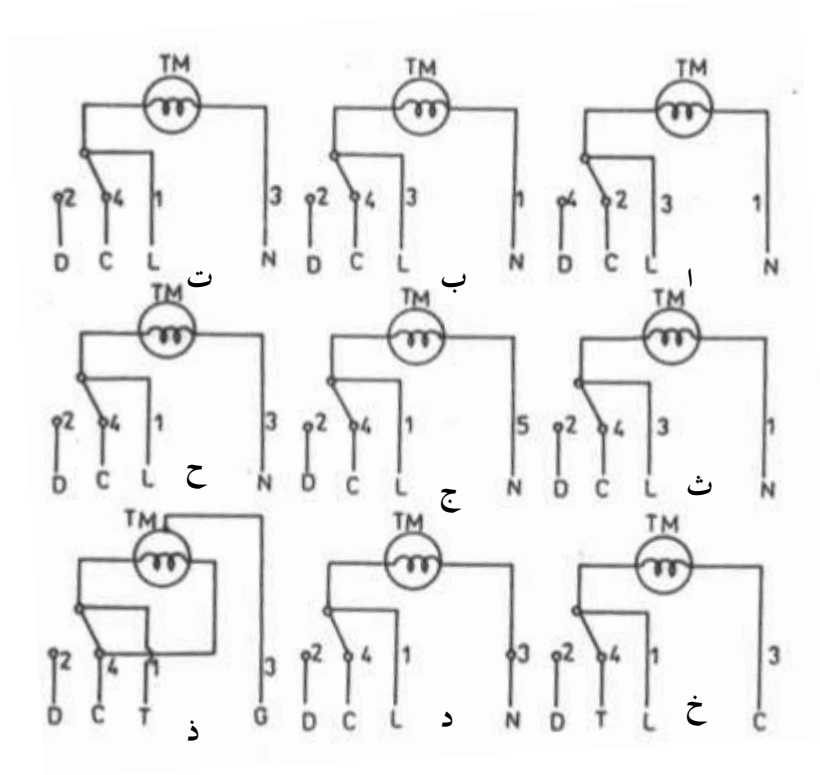 TM TM TM
2 4 1 3 2 4 3 1 4 2 3 1
D C L N D C L N D C L N
ت ب ا
TM TM TM
2 4 1 3 2 4 1 5 2 4 3 1
D C L N D C L N D C L N
ح ج ث
TM TM TM
2 4 1 3 2 4 1 3 2 4 1 3
D C T G D C L N D T L C
ذ د خ